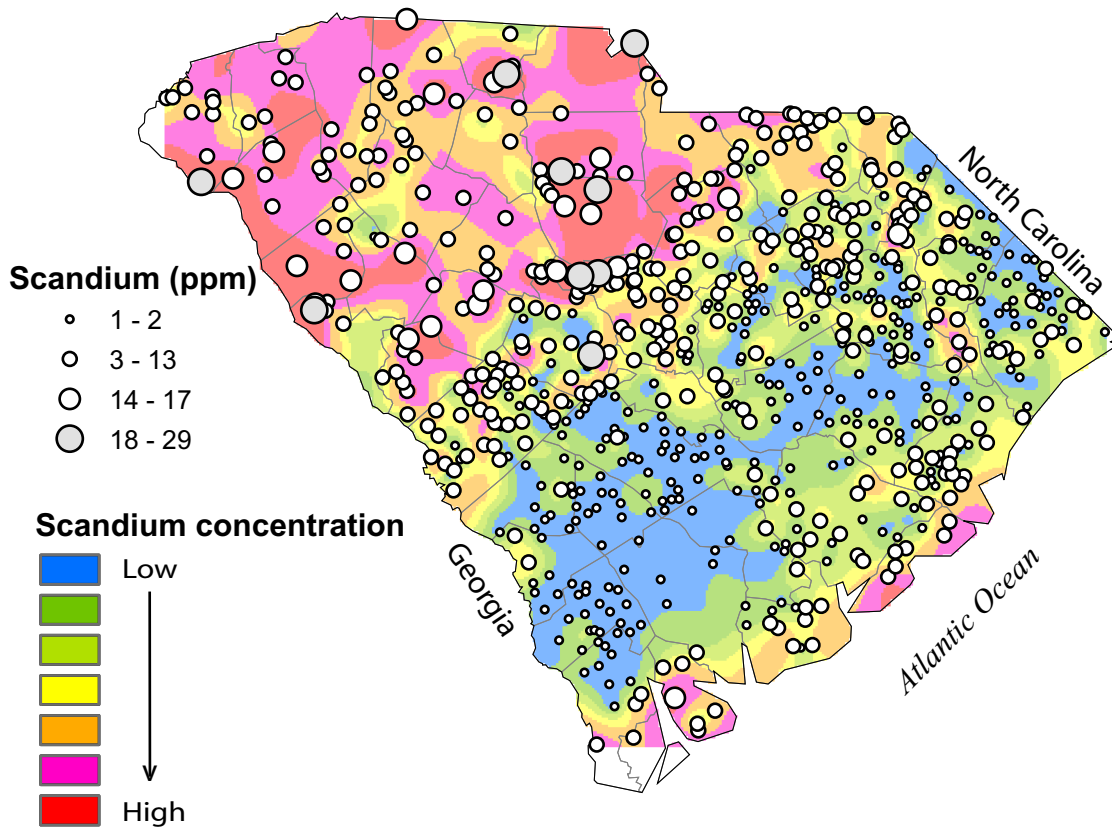 North Carolina
Scandium (ppm)
1 - 2
3 - 13
14 - 17
18 - 29
Scandium concentration
Low
High
Georgia
Atlantic Ocean